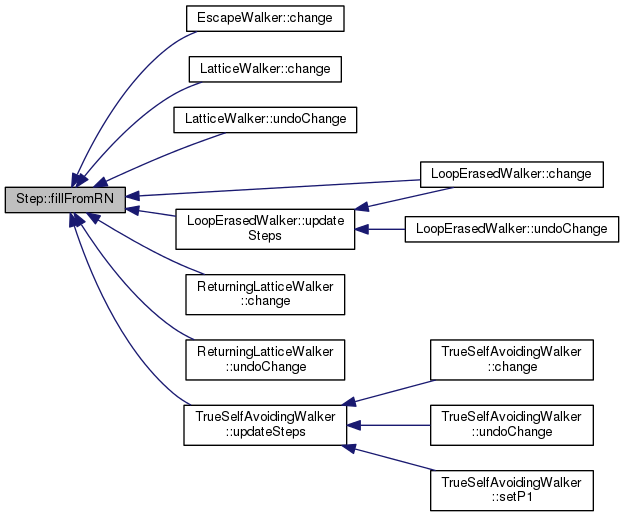 EscapeWalker::change
LatticeWalker::change
LatticeWalker::undoChange
LoopErasedWalker::change
Step::fillFromRN
LoopErasedWalker::update
Steps
LoopErasedWalker::undoChange
ReturningLatticeWalker
::change
ReturningLatticeWalker
::undoChange
TrueSelfAvoidingWalker
::change
TrueSelfAvoidingWalker
::updateSteps
TrueSelfAvoidingWalker
::undoChange
TrueSelfAvoidingWalker
::setP1